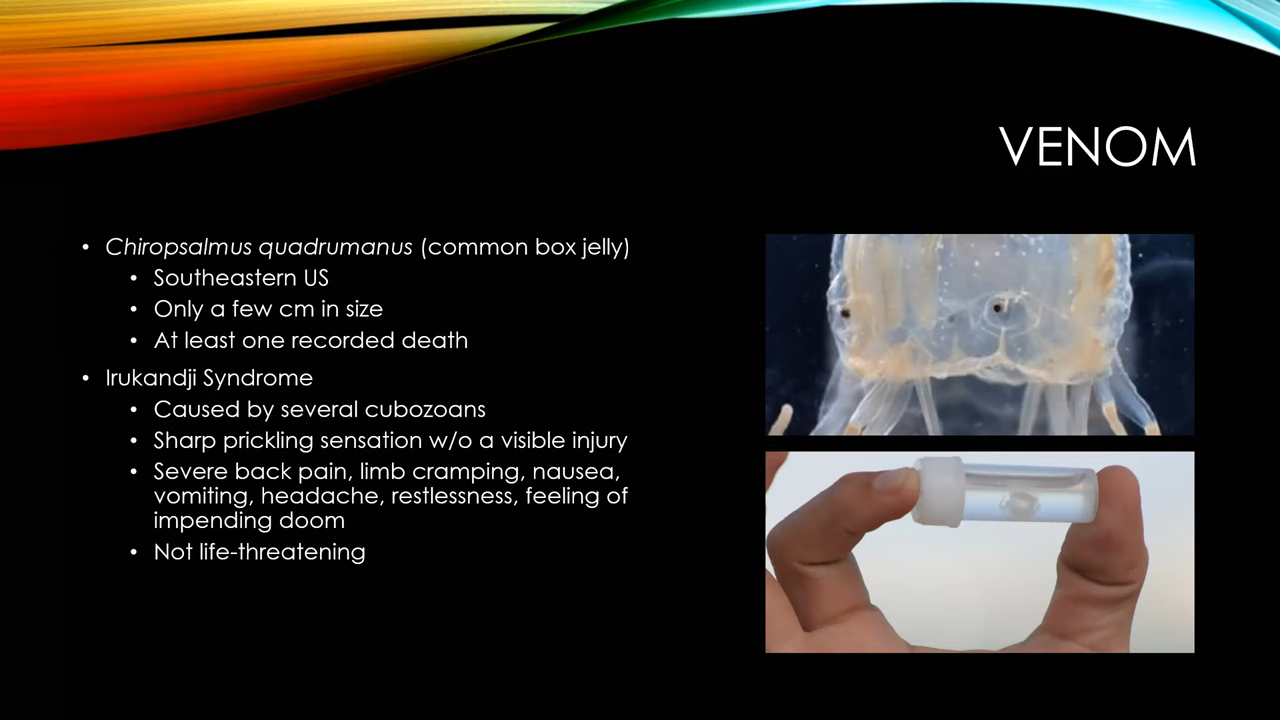 VENOM
• Chiropsalmus quadrumanus (common box jelly)
• Southeastern US
• Only a few cm in size
• At least one recorded death
• Irukandji Syndrome
• Caused by several cubozoans
• Sharp prickling sensation w/o a visible injury
• Severe back pain, limb cramping, nausea,
vomiting, headache, restlessness, feeling of
impending doom
• Not life-threatening